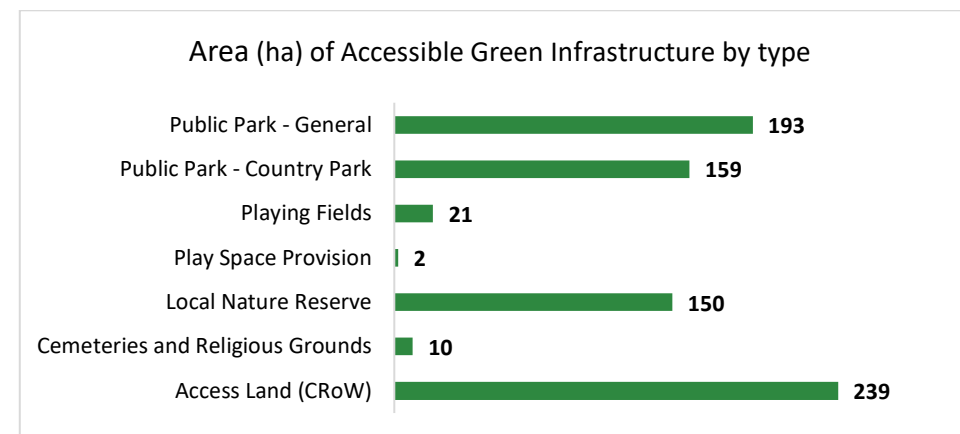 Area (ha) of Accessible Green Infrastructure by type
Public Park - General 193
Public Park - Country Park 159
Playing Fields 21
Play Space Provision 2
Local Nature Reserve 150
Cemeteries and Religious Grounds 10
Access Land (CRoW) 239